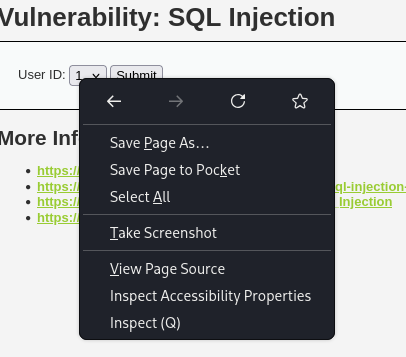 Vulnerability: SQL Injection
User ID: 1 Submit
Save Page As…
Save Page to Pocket
Select All
Take Screenshot
View Page Source
Inspect Accessibility Properties
Inspect (Q)
More Inf
https:/
https:/ ql-injection-
https:/ Injection
https:/